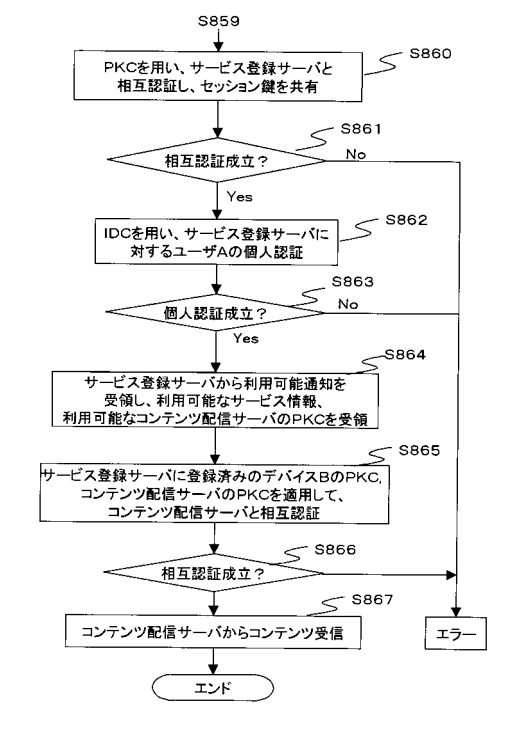 S859
S860
PKCを用い、サービス登録サーバと
相互認証し、セッション鍵を共有
S861
相互認証成立？
No
Yes
S862
IDCを用い、サービス登録サーバに
対するユーザAの個人認証
S863
個人認証成立？
No
Yes
S864
サービス登録サーバから利用可能通知を
受領し、利用可能なサービス情報、
利用可能なコンテンツ配信サーバのPKCを受領
S865
サービス登録サーバに登録済みのデバイスBのPKC,
コンテンツ配信サーバのPKCを適用して、
コンテンツ配信サーバと相互認証
S866
相互認証成立？
S867
コンテンツ配信サーバからコンテンツ受信
エラー
エンド